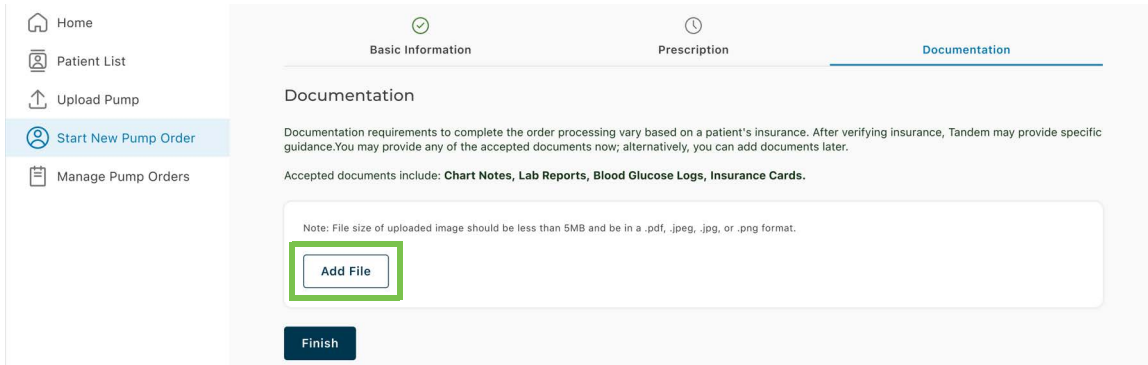 Home
Patient List
Upload Pump
Start New Pump Order
Manage Pump Orders
Basic Information
Prescription
Documentation
Documentation
Documentation requirements to complete the order processing vary based on a patient's insurance. After verifying insurance, Tandem may provide specific
guidance.You may provide any of the accepted documents now; alternatively, you can add documents later.
Accepted documents include: Chart Notes, Lab Reports, Blood Glucose Logs, Insurance Cards.
Note: File size of uploaded image should be less than 5MB and be in a .pdf, .jpeg, .jpg, or .png format.
Add File
Finish